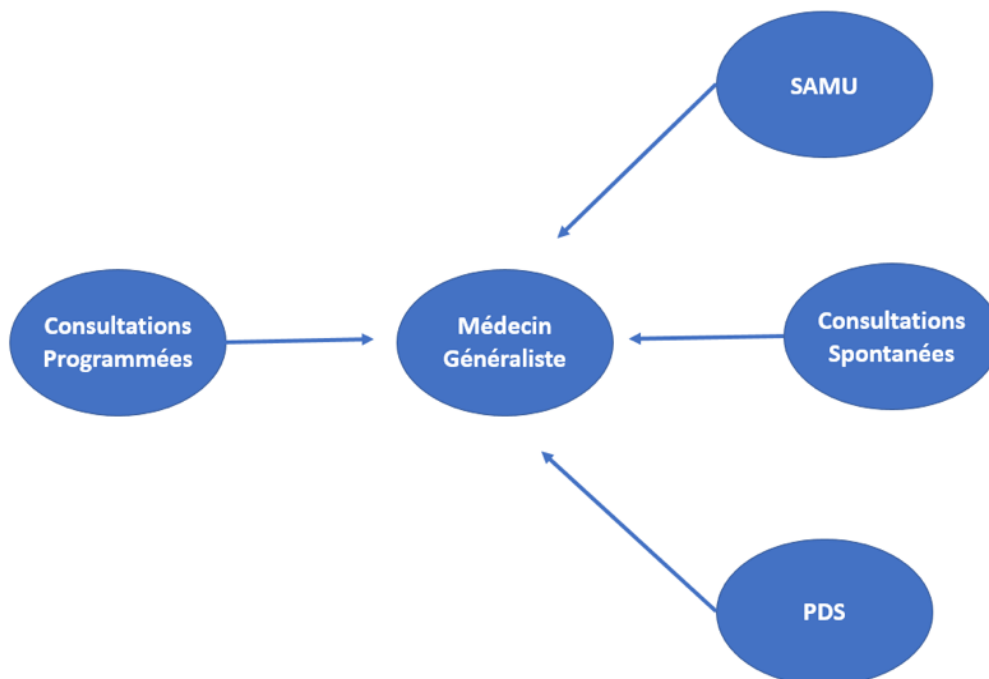 SAMU
Consultations
Programmées
Médecin
Généraliste
Consultations
Spontanées
PDS